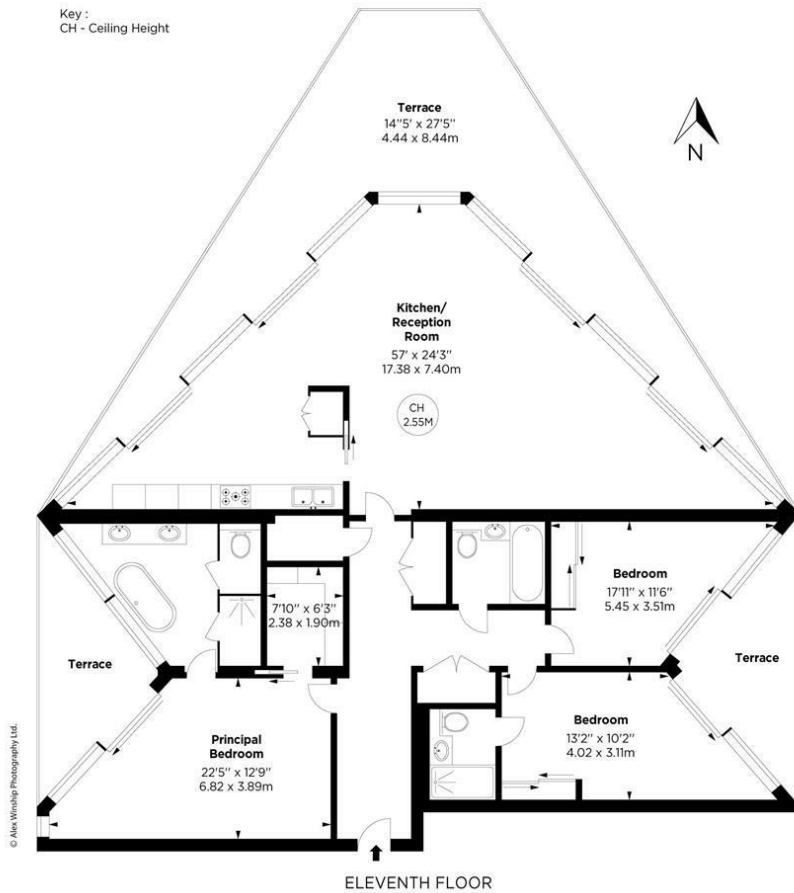 Key :
CH - Ceiling Height
Terrace
14"5' x 27'5"
4.44 x 8.44m
N
Kitchen/
Reception
Room
57' x 24'3"
17.38 x 7.40m
CH
2.55M
7'10" x 6'3"
2.38 x 1.90m
Bedroom
17'11" x 11'6"
5.45 x 3.51m
Terrace
Terrace
Principal
Bedroom
22'5" x 12'9"
6.82 x 3.89m
Bedroom
13'2" x 10'2"
4.02 x 3.11m
© Alex Winship Photography Ltd.
ELEVENTH FLOOR